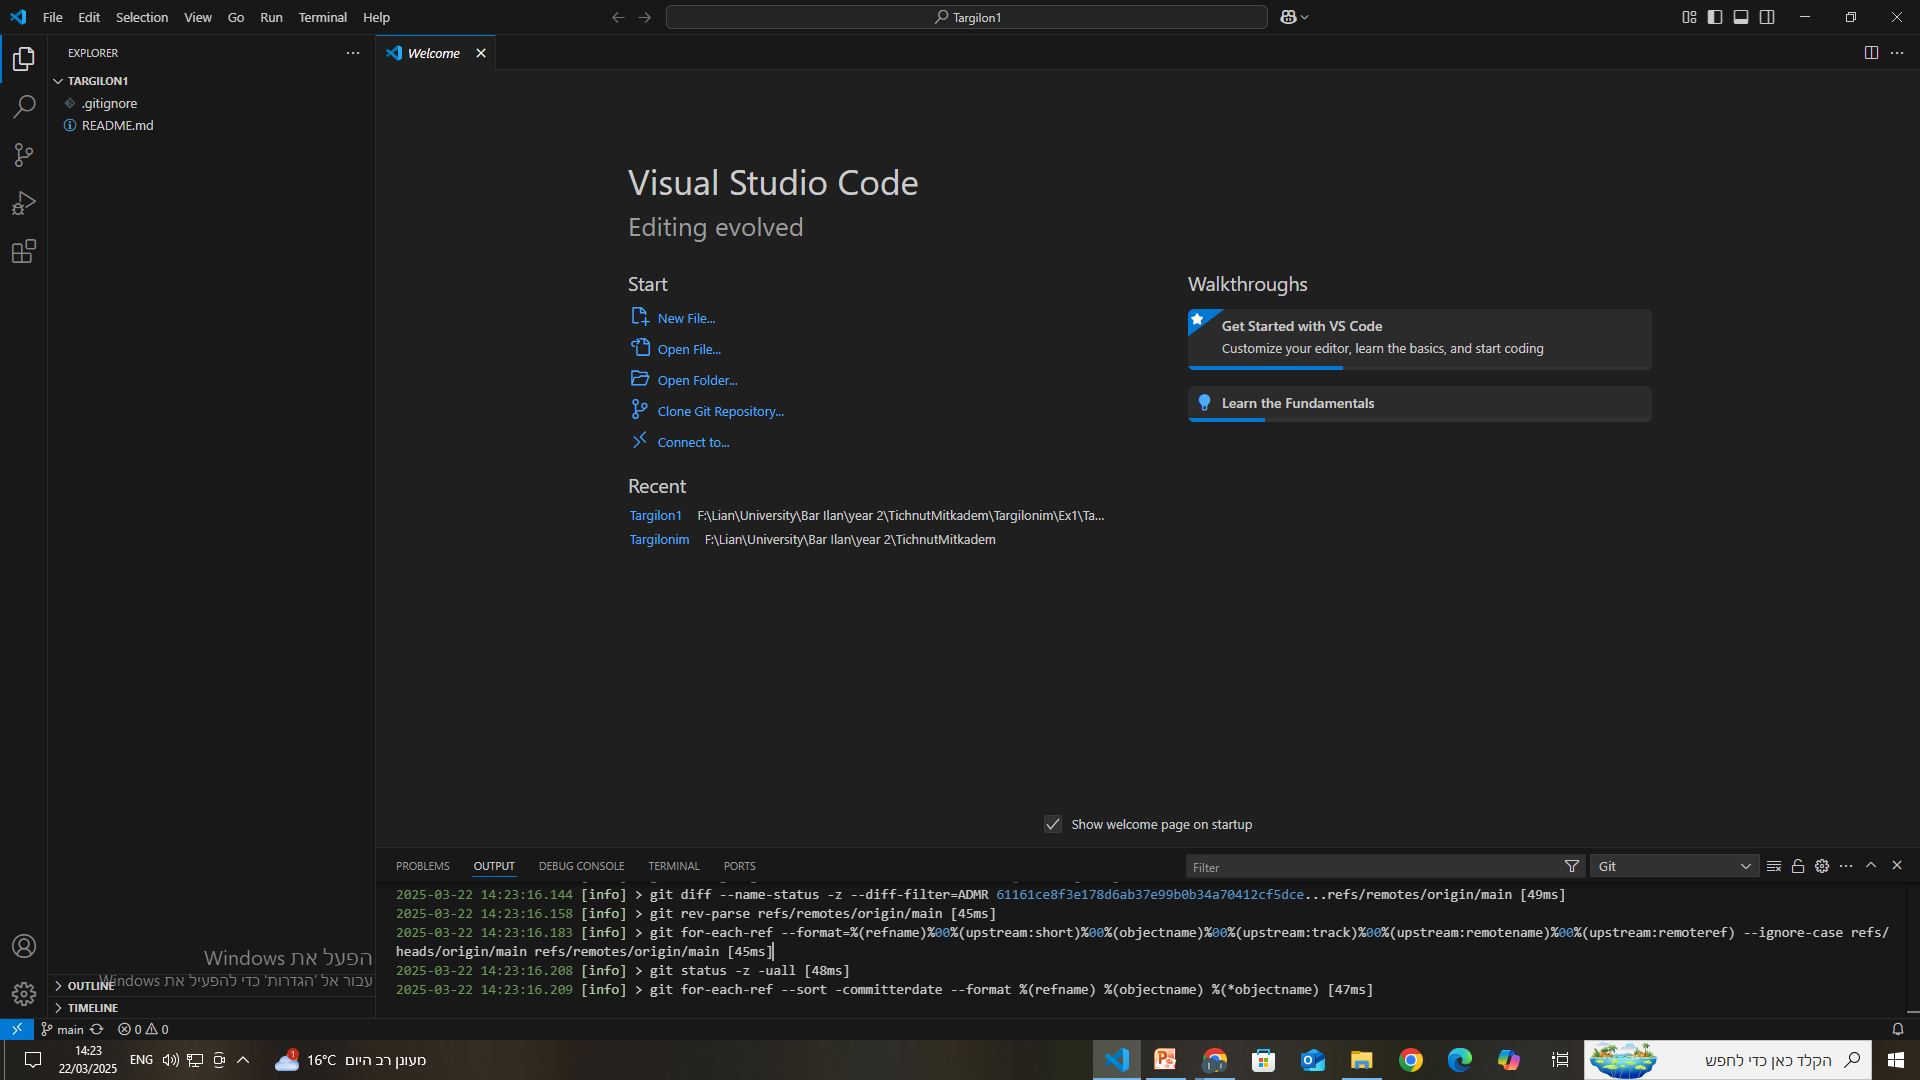 File Edit Selection View Go Run Terminal Help
Targilon1
EXPLORER
Welcome
TARGILON1
.gitignore
README.md
Visual Studio Code
Editing evolved
Start
New File...
Open File...
Open Folder...
Clone Git Repository...
Connect to...
Recent
Targilon1 F:\Lian\University\Bar Ilan\year 2\TichnutMitkadem\Targilonim\Ex1\Ta...
Targilonim F:\Lian\University\Bar Ilan\year 2\TichnutMitkadem
Walkthroughs
Get Started with VS Code
Customize your editor, learn the basics, and start coding
Learn the Fundamentals
Show welcome page on startup
PROBLEMS OUTPUT DEBUG CONSOLE TERMINAL PORTS
Filter
Git
2025-03-22 14:23:16.144 [info] > git diff --name-status -z --diff-filter=ADMR 61161ce8f3e178d6ab37e99b0b34a70412cf5dce...refs/remotes/origin/main [49ms]
2025-03-22 14:23:16.158 [info] > git rev-parse refs/remotes/origin/main [45ms]
2025-03-22 14:23:16.183 [info] > git for-each-ref --format=%(refname)%00%(upstream:short)%00%(objectname)%00%(upstream:track)%00%(upstream:remotename)%00%(upstream:remoteref) --ignore-case refs/
heads/origin/main refs/remotes/origin/main [45ms]
2025-03-22 14:23:16.208 [info] > git status -z -uall [48ms]
2025-03-22 14:23:16.209 [info] > git for-each-ref --sort -committerdate --format %(refname) %(objectname) %(*objectname) [47ms]
הפעל את Windows
עבור אל 'הגדרות' כדי להפעיל את Windows
OUTLINE
TIMELINE
main 0 0
14:23
22/03/2025
ENG
1
16°C מעונן רב היום
הקלד כאן כדי לחפש